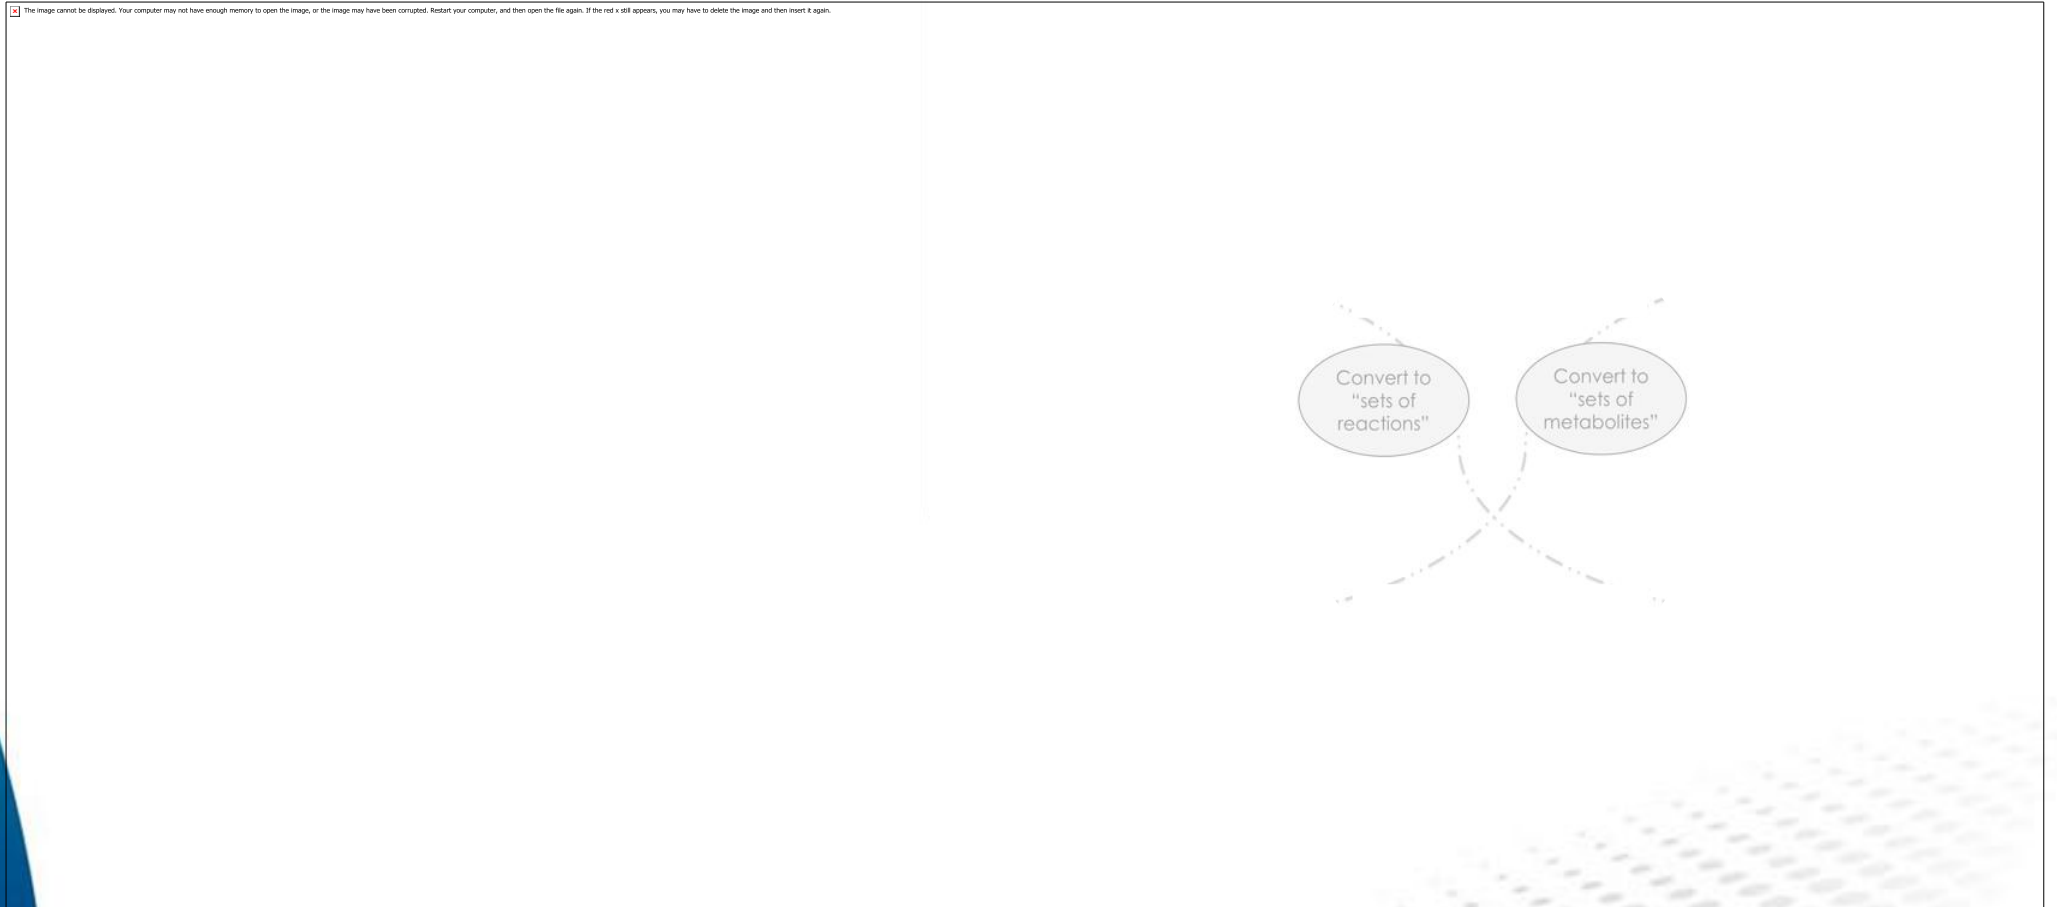 The image cannot be displayed. Your computer may not have enough memory to open the image, or the image may have been corrupted. Restart your computer, and then open the file again. If the red x still appears, you may have to delete the image and then insert it again.
Convert to
“sets of
reactions”
Convert to
“sets of
metabolites”